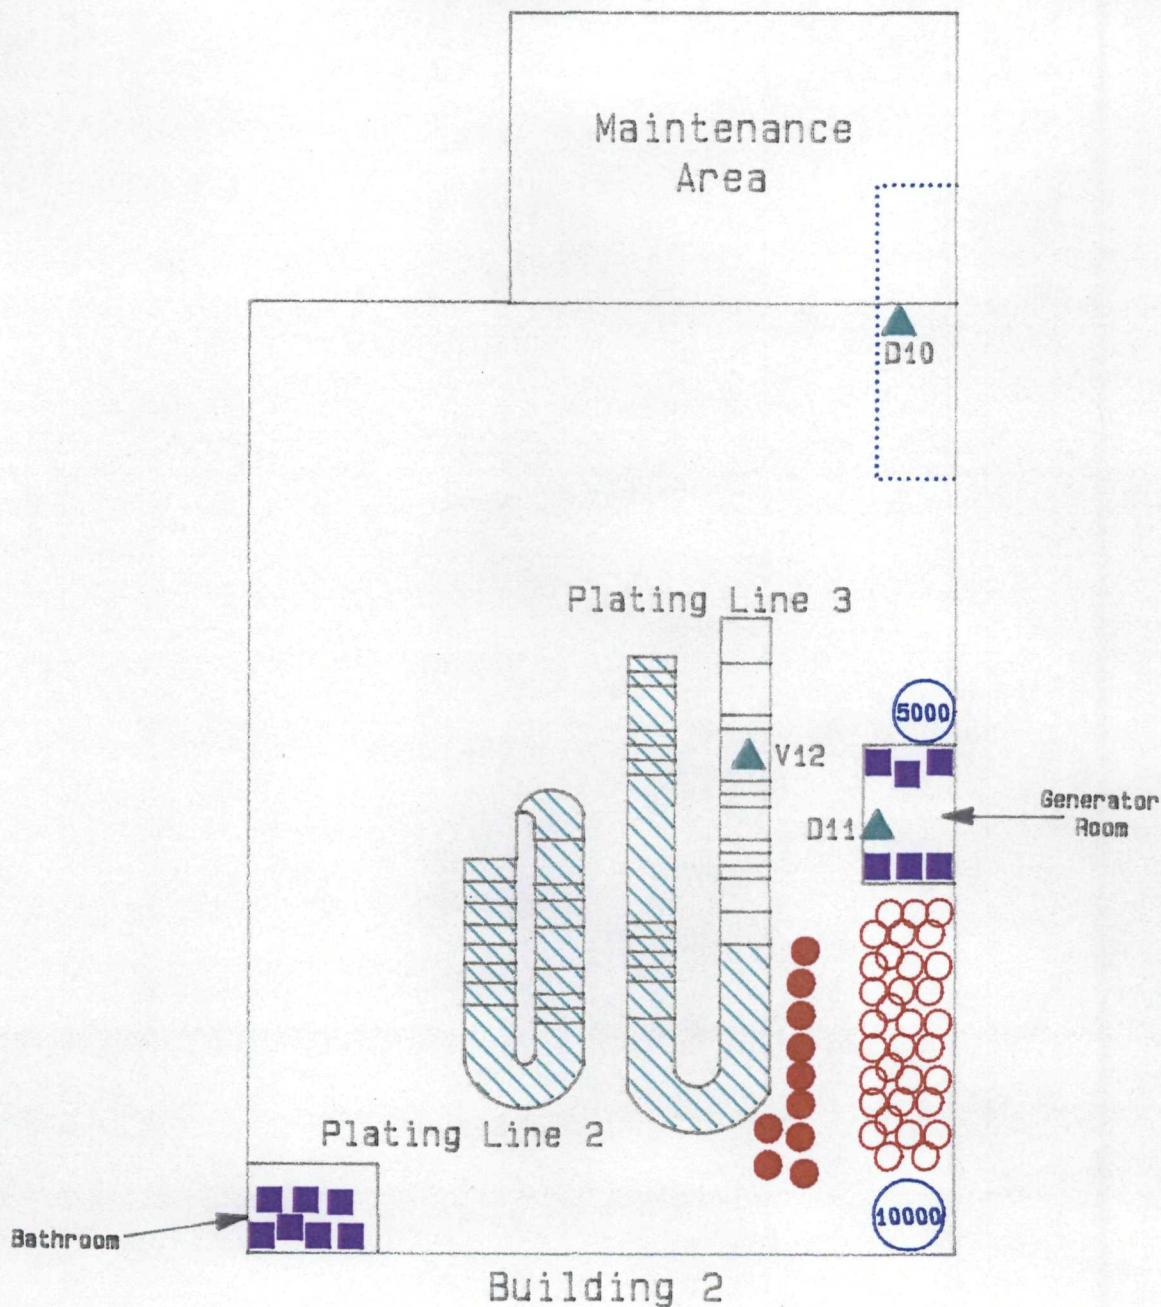 Maintenance
Area
D10
Plating Line 3
5000
V12
Generator
Room
D11
Plating Line 2
10000
Bathroom
Building 2